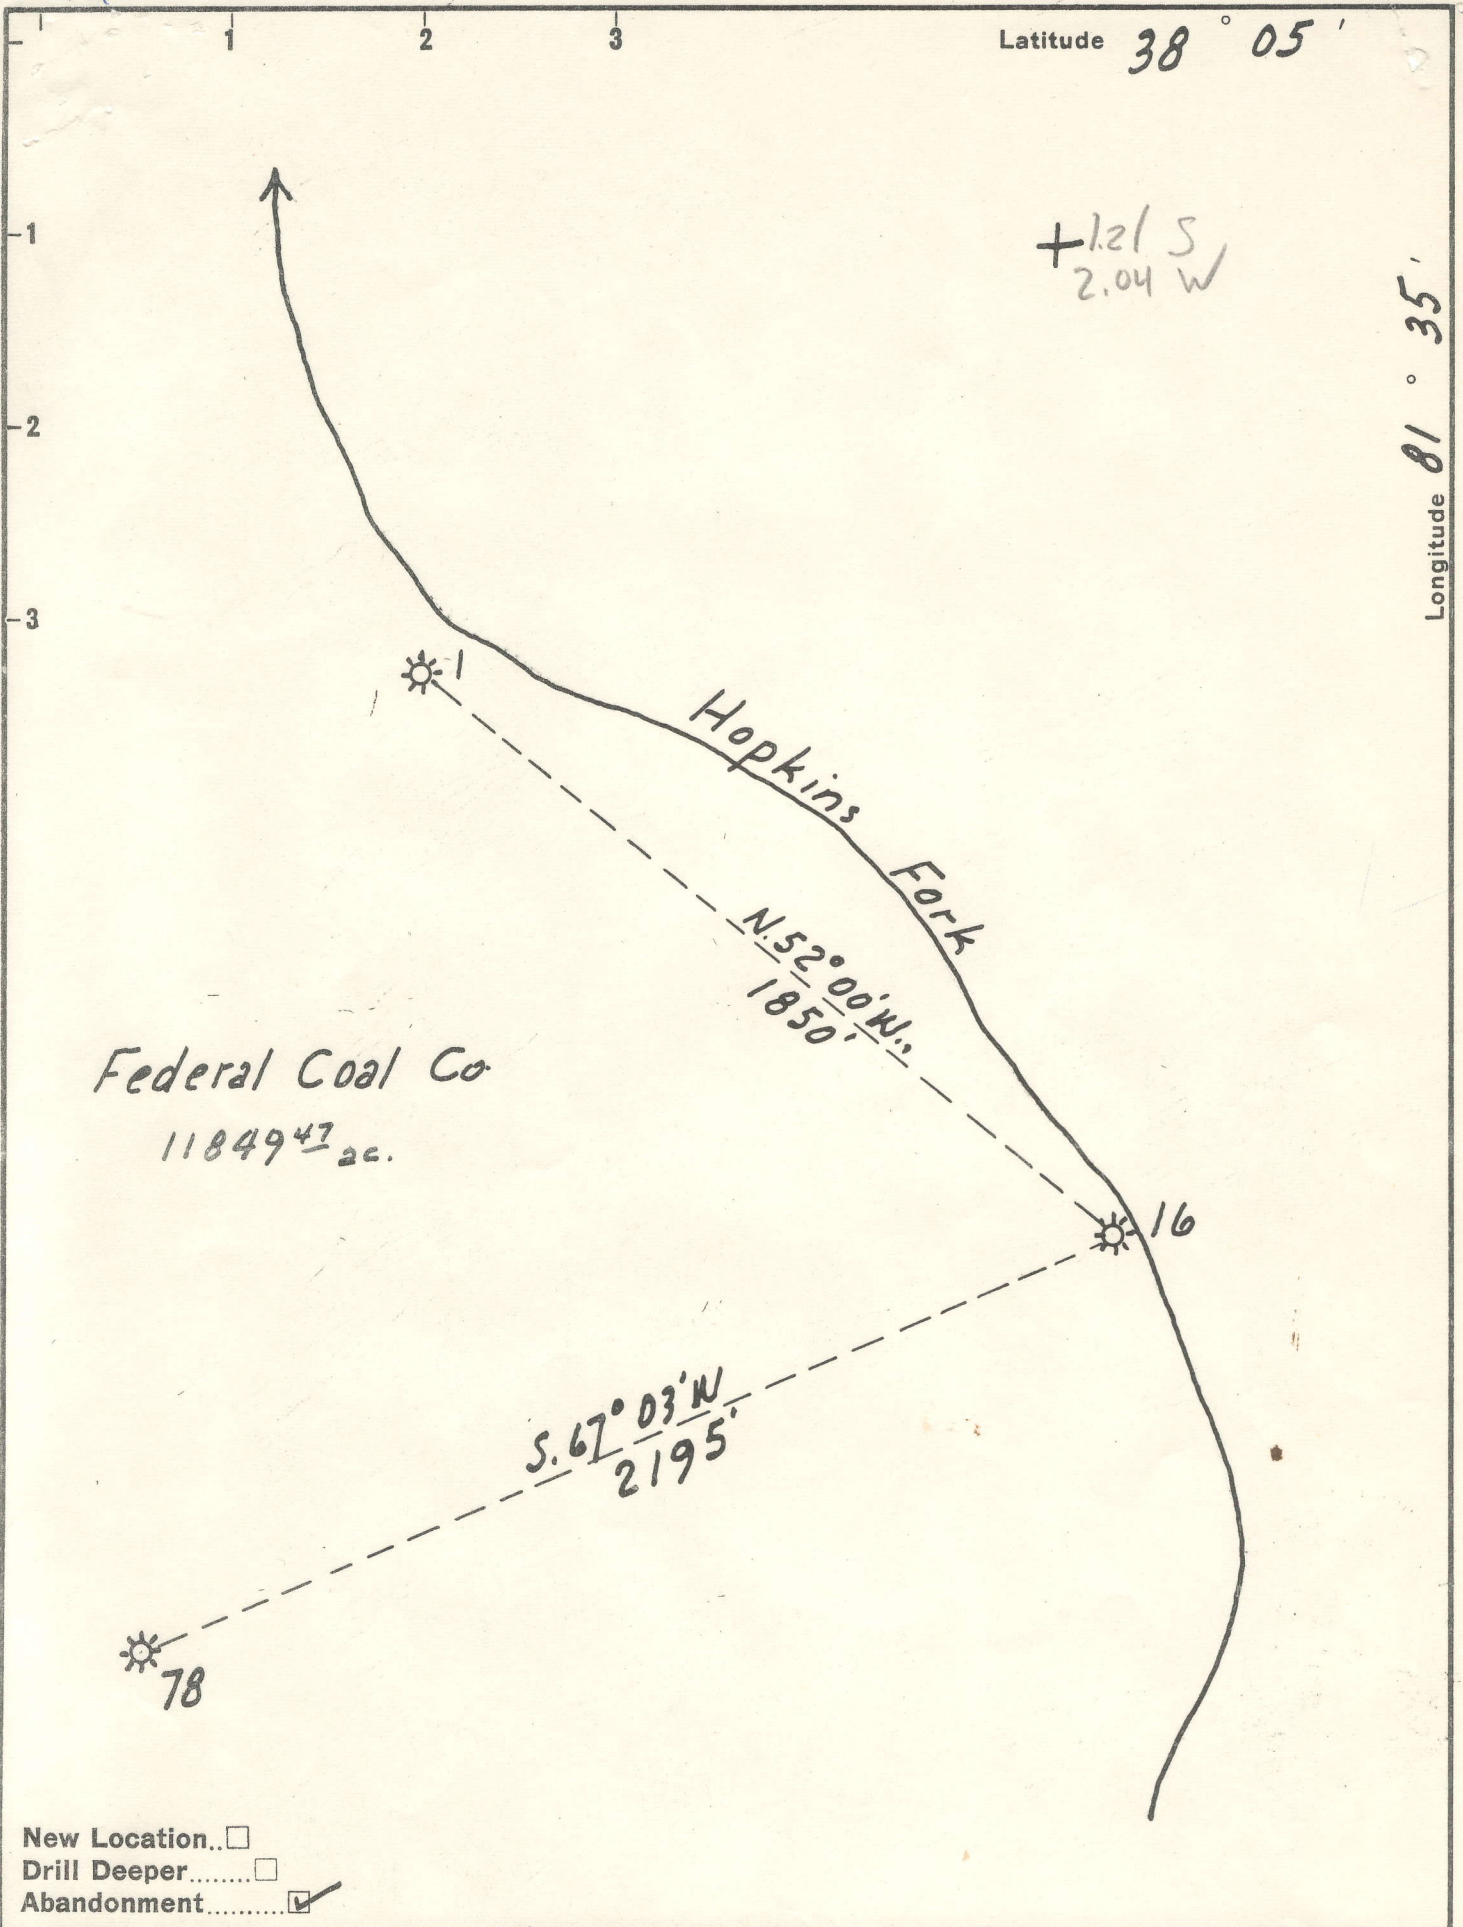 1 2 3 Latitude 38° 05'
+1.21 S
2.04 W
-1
Longitude 81° 35'
-2
-3
1
Hopkins Fork
N.52°00'W.
1850'
Federal Coal Co.
11849 47 ac.
16
S.67° 03'W
2195'
78
New Location..☐
Drill Deeper........☐
Abandonment..........☑